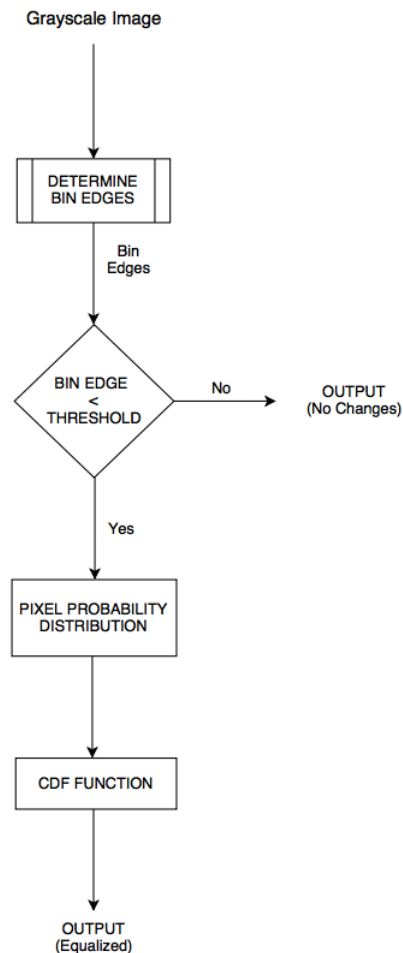 Grayscale Image
DETERMINE
BIN EDGES
Bin
Edges
BIN EDGE
<
THRESHOLD
No
OUTPUT
(No Changes)
Yes
PIXEL PROBABILITY
DISTRIBUTION
CDF FUNCTION
OUTPUT
(Equalized)